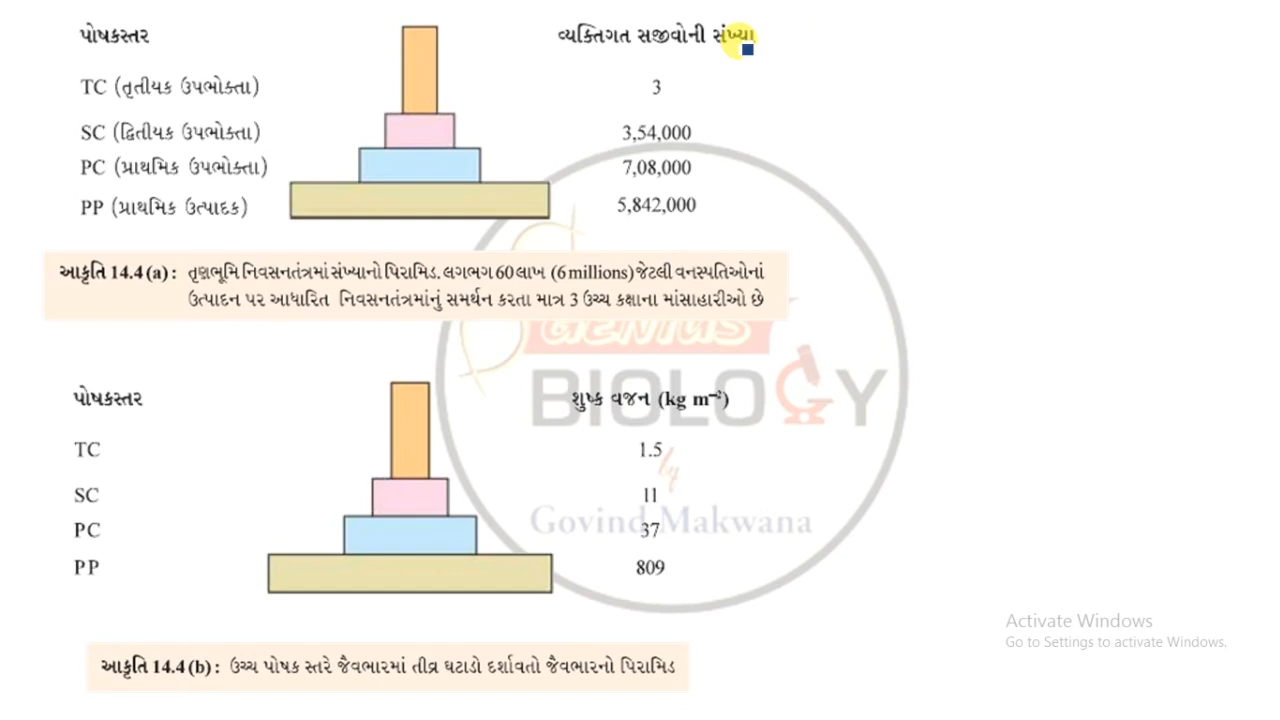 પોષકસ્તર વ્યક્તિગત સજીવોની સંખ્યા
TC (તૃતીયક ઉપભોક્તા) 3
SC (દ્વિતીયક ઉપભોક્તા) 3,54,000
PC (પ્રાથમિક ઉપભોક્તા) 7,08,000
PP (પ્રાથમિક ઉત્પાદક) 5,842,000
આકૃતિ 14.4 (a) : તૃણભૂમિ નિવસનતંત્રમાં સંખ્યાનો પિરામિડ. લગભગ 60 લાખ (6 millions) જેટલી વનસ્પતિઓનાં
ઉત્પાદન પર આધારિત નિવસનતંત્રમાંનું સમર્થન કરતા માત્ર 3 ઉચ્ચ કક્ષાના માંસાહારીઓ છે
BIOLOGY
by
Govind Makwana
પોષકસ્તર શુષ્ક વજન (kg m⁻²)
TC 1.5
SC 11
PC 37
PP 809
આકૃતિ 14.4 (b) : ઉચ્ચ પોષક સ્તરે જૈવભારમાં તીવ્ર ઘટાડો દર્શાવતો જૈવભારનો પિરામિડ
Activate Windows
Go to Settings to activate Windows.